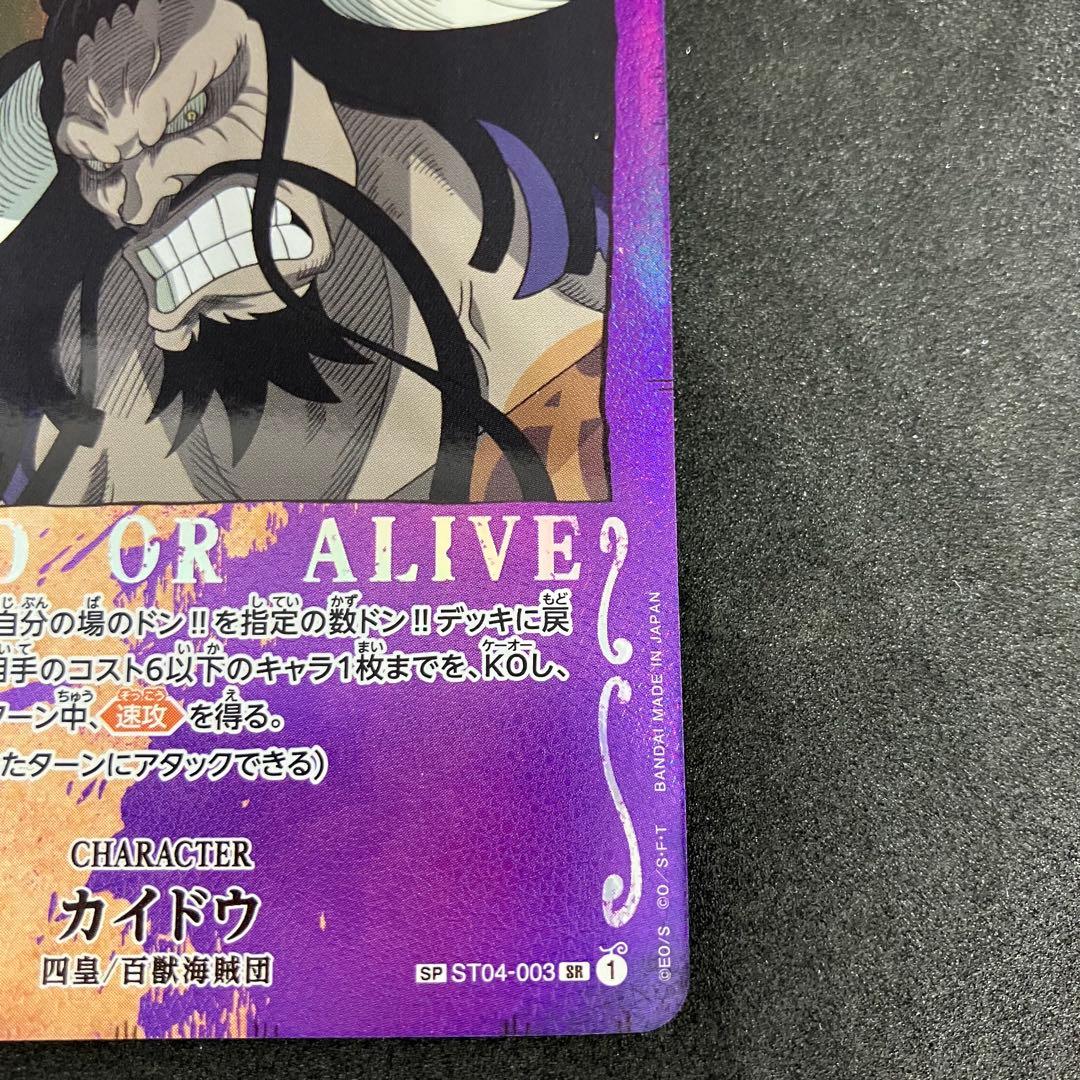 OR ALIVE
自分の場のドン!!を指定の数ドン!!デッキに戻
相手のコスト6以下のキャラ1枚までを、KOし、
ターン中、速攻を得る。
たターンにアタックできる)
CHARACTER
カイドウ
四皇/百獣海賊団
SP ST04-003 SR 1
©EO/S ©O/S・F・T BANDAI MADE IN JAPAN